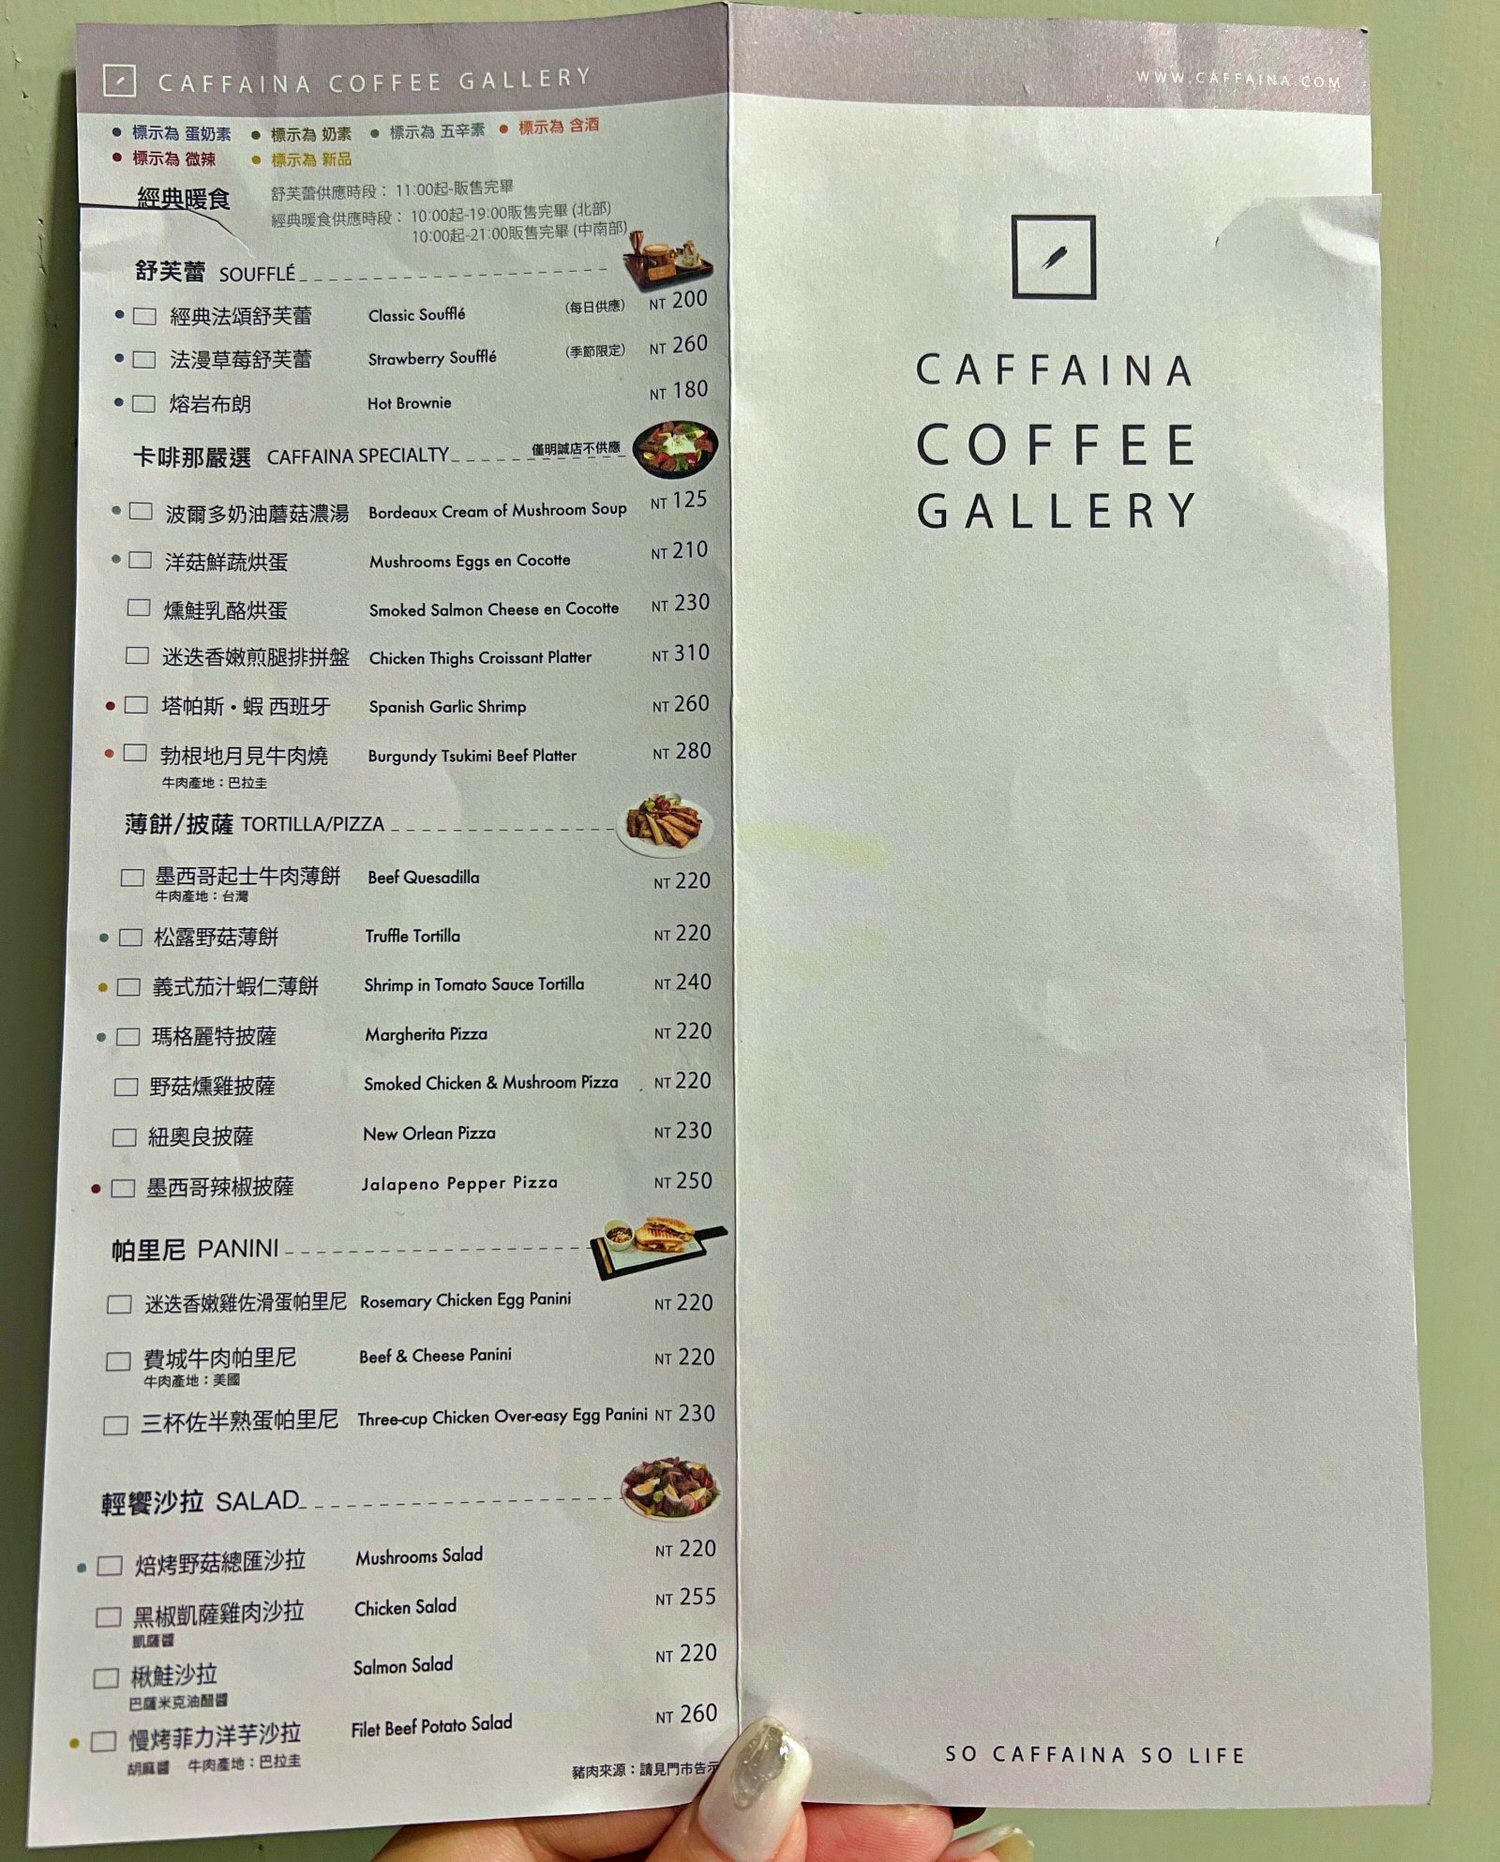 CAFFAINA COFFEE GALLERY
標示為 蛋奶素 標示為 奶素 標示為 五辛素 標示為 含酒
標示為 微辣 標示為 新品
經典暖食 舒芙蕾供應時段：11:00起-販售完畢
經典暖食供應時段：10:00起-19:00販售完畢 (北部)
10:00起-21:00販售完畢 (中南部)
舒芙蕾 SOUFFLÉ
經典法頌舒芙蕾 Classic Soufflé (每日供應) NT 200
法漫草莓舒芙蕾 Strawberry Soufflé (季節限定) NT 260
熔岩布朗 Hot Brownie NT 180
卡啡那嚴選 CAFFAINA SPECIALTY 僅明誠店不供應
波爾多奶油蘑菇濃湯 Bordeaux Cream of Mushroom Soup NT 125
洋菇鮮蔬烘蛋 Mushrooms Eggs en Cocotte NT 210
燻鮭乳酪烘蛋 Smoked Salmon Cheese en Cocotte NT 230
迷迭香嫩煎腿排拼盤 Chicken Thighs Croissant Platter NT 310
塔帕斯・蝦 西班牙 Spanish Garlic Shrimp NT 260
勃根地月見牛肉燒 Burgundy Tsukimi Beef Platter NT 280
牛肉產地：巴拉圭
薄餅/披薩 TORTILLA/PIZZA
墨西哥起士牛肉薄餅 Beef Quesadilla NT 220
牛肉產地：台灣
松露野菇薄餅 Truffle Tortilla NT 220
義式茄汁蝦仁薄餅 Shrimp in Tomato Sauce Tortilla NT 240
瑪格麗特披薩 Margherita Pizza NT 220
野菇燻雞披薩 Smoked Chicken & Mushroom Pizza NT 220
紐奧良披薩 New Orlean Pizza NT 230
墨西哥辣椒披薩 Jalapeno Pepper Pizza NT 250
帕里尼 PANINI
迷迭香嫩雞佐滑蛋帕里尼 Rosemary Chicken Egg Panini NT 220
費城牛肉帕里尼 Beef & Cheese Panini NT 220
牛肉產地：美國
三杯佐半熟蛋帕里尼 Three-cup Chicken Over-easy Egg Panini NT 230
輕饗沙拉 SALAD
焙烤野菇總匯沙拉 Mushrooms Salad NT 220
黑椒凱薩雞肉沙拉 Chicken Salad NT 255
凱薩醬
楸鮭沙拉 Salmon Salad NT 220
巴薩米克油醋醬
慢烤菲力洋芋沙拉 Filet Beef Potato Salad NT 260
胡麻醬 牛肉產地：巴拉圭
豬肉來源：請見門市告示
WWW.CAFFAINA.COM
CAFFAINA
COFFEE
GALLERY
SO CAFFAINA SO LIFE